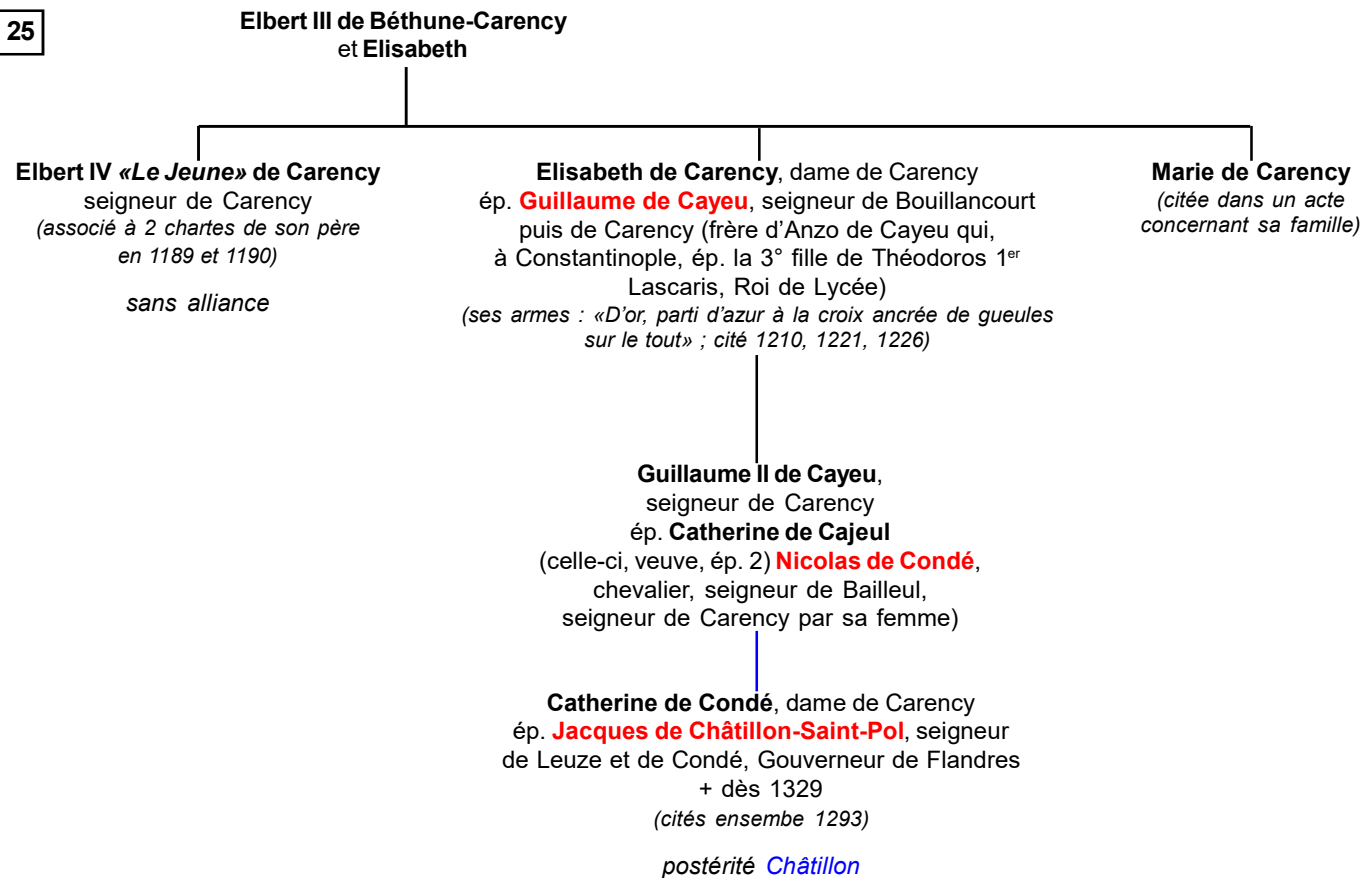 25
Elbert III de Béthune-Carency
et Elisabeth
Elbert IV «Le Jeune» de Carency
seigneur de Carency
(associé à 2 chartes de son père
en 1189 et 1190)
sans alliance
Elisabeth de Carency, dame de Carency
ép. Guillaume de Cayeu, seigneur de Bouillancourt
puis de Carency (frère d'Anzo de Cayeu qui,
à Constantinople, ép. la 3° fille de Théodoros 1er
Lascaris, Roi de Lycée)
(ses armes : «D'or, parti d'azur à la croix ancrée de gueules
sur le tout» ; cité 1210, 1221, 1226)
Marie de Carency
(citée dans un acte
concernant sa famille)
Guillaume II de Cayeu,
seigneur de Carency
ép. Catherine de Cajeul
(celle-ci, veuve, ép. 2) Nicolas de Condé,
chevalier, seigneur de Bailleul,
seigneur de Carency par sa femme)
Catherine de Condé, dame de Carency
ép. Jacques de Châtillon-Saint-Pol, seigneur
de Leuze et de Condé, Gouverneur de Flandres
+ dès 1329
(cités ensembe 1293)
postérité Châtillon